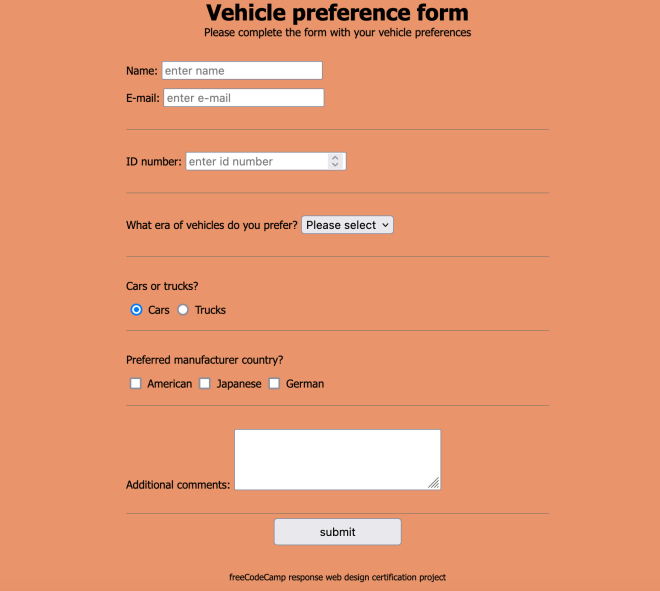 Vehicle preference form
Please complete the form with your vehicle preferences
Name: enter name
E-mail: enter e-mail
ID number: enter id number
What era of vehicles do you prefer? Please select
Cars or trucks?
Cars Trucks
Preferred manufacturer country?
American Japanese German
Additional comments:
submit
freeCodeCamp response web design certification project